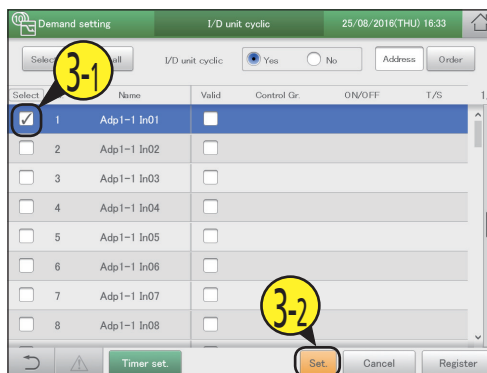 Demand setting I/D unit cyclic 25/08/2016(THU) 16:33
all I/D unit cyclic Yes No Address Order
3-1
Select Name Valid Control Gr. ON/OFF T/S
1 Adp1-1 In01
2 Adp1-1 In02
3 Adp1-1 In03
4 Adp1-1 In04
5 Adp1-1 In05
6 Adp1-1 In06
7 Adp1-1 In07
8 Adp1-1 In08
3-2
Timer set. Set. Cancel Register